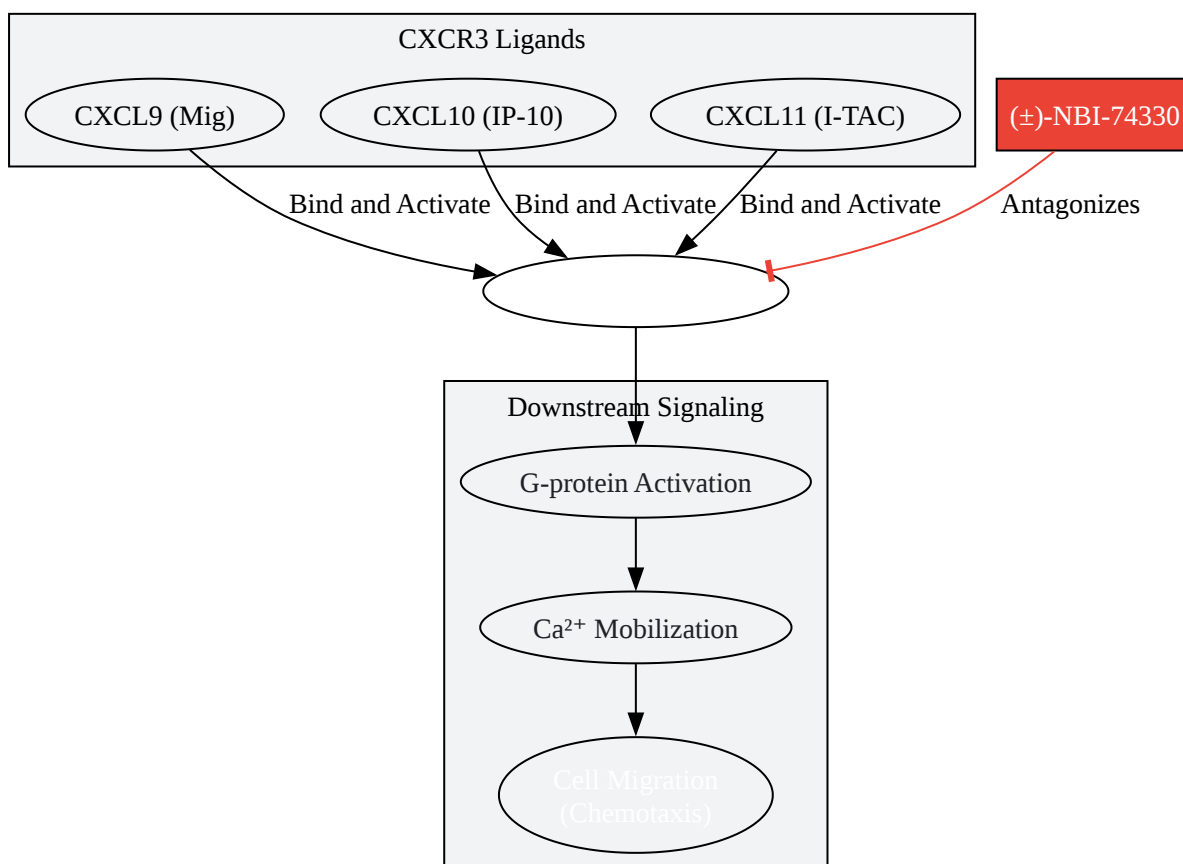 CXCR3 Ligands
CXCL9 (Mig)
CXCL10 (IP-10)
CXCL11 (I-TAC)
(±)-NBI-74330
Bind and Activate
Bind and Activate
Bind and Activate
Antagonizes
Downstream Signaling
G-protein Activation
Ca²⁺ Mobilization
Cell Migration
(Chemotaxis)